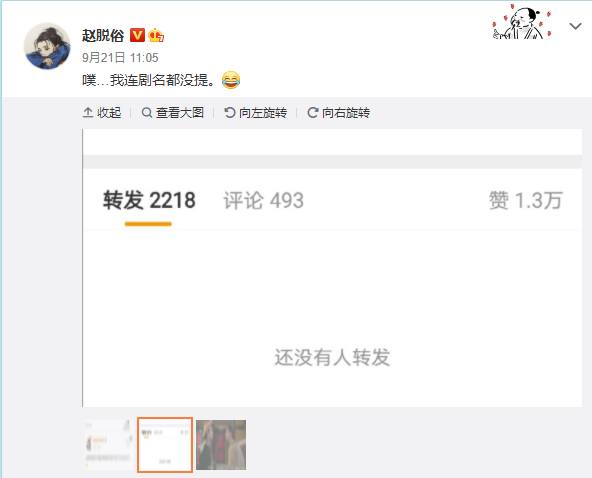 赵脱俗
9月21日 11:05
噗…我连剧名都没提。😂
收起 查看大图 向左旋转 向右旋转
转发 2218 评论 493 赞 1.3万
还没有人转发